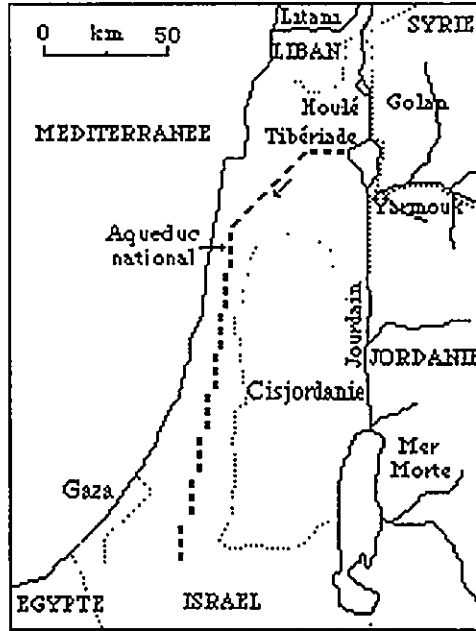 Litani
SYRIE
0 km 50
LIBAN
Houlé
Golan
MEDITERRANEE
Tibériade
Yarmouk
Aqueduc
national
Jourdain
JORDANIE
Cisjordanie
Mer
Morte
Gaza
EGYPTE
ISRAEL